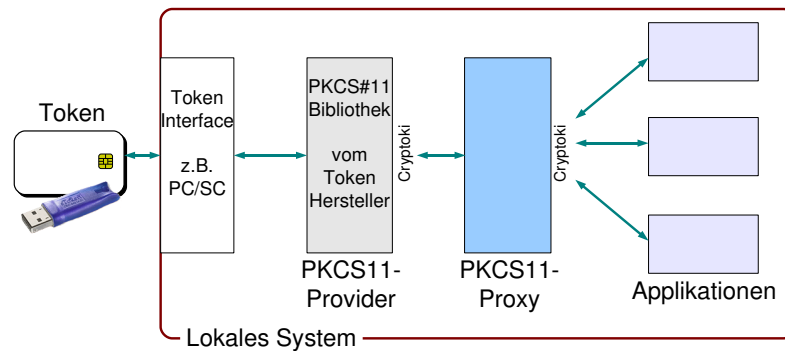 Token
Token
Interface
z.B.
PC/SC
PKCS#11
Bibliothek
vom
Token
Hersteller
Cryptoki
PKCS11-
Provider
Cryptoki
PKCS11-
Proxy
Applikationen
Lokales System